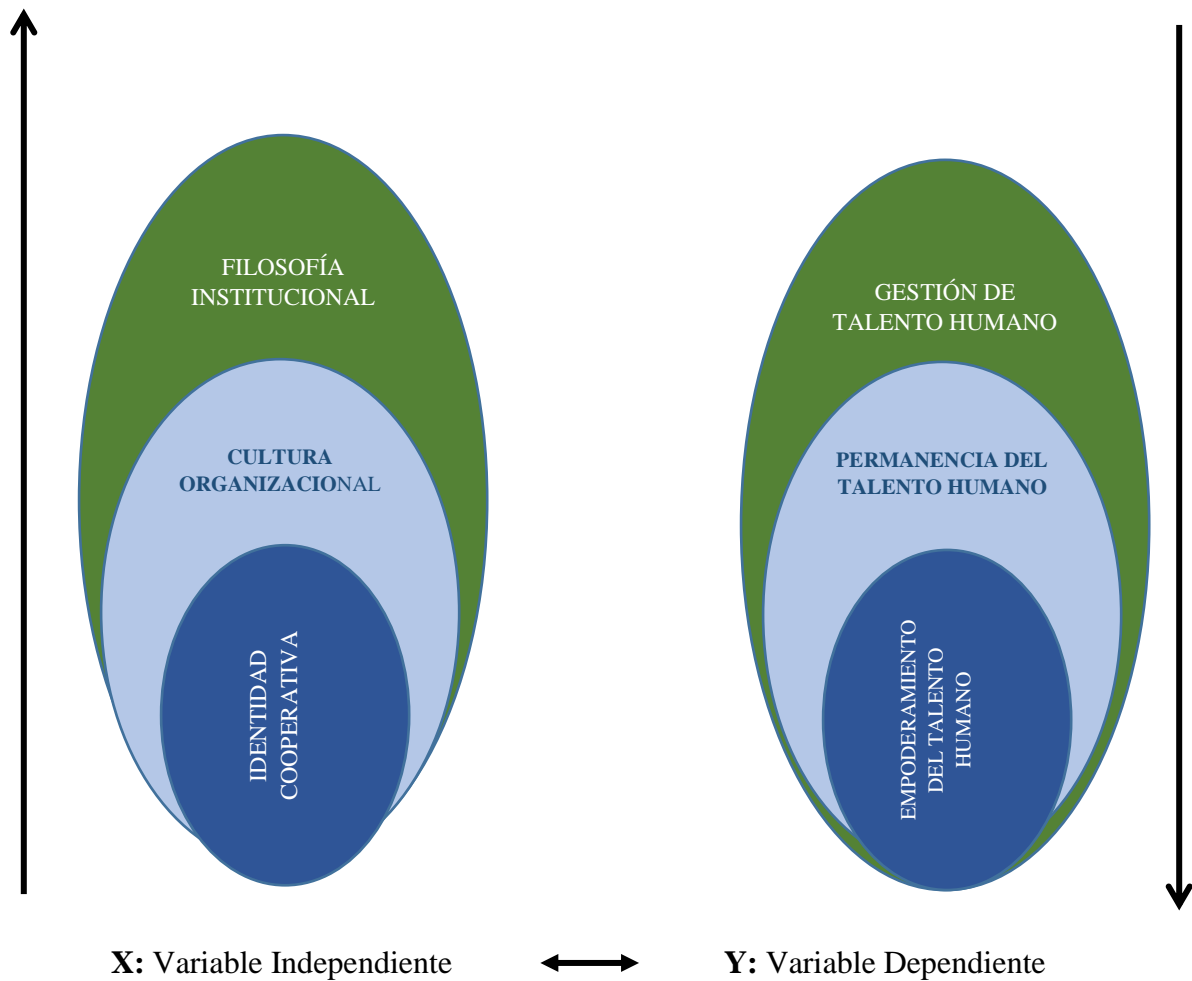 FILOSOFÍA
INSTITUCIONAL
CULTURA
ORGANIZACIONAL
IDENTIDAD
COOPERATIVA
GESTIÓN DE
TALENTO HUMANO
PERMANENCIA DEL
TALENTO HUMANO
EMPODERAMIENTO
DEL TALENTO
HUMANO
X: Variable Independiente
Y: Variable Dependiente